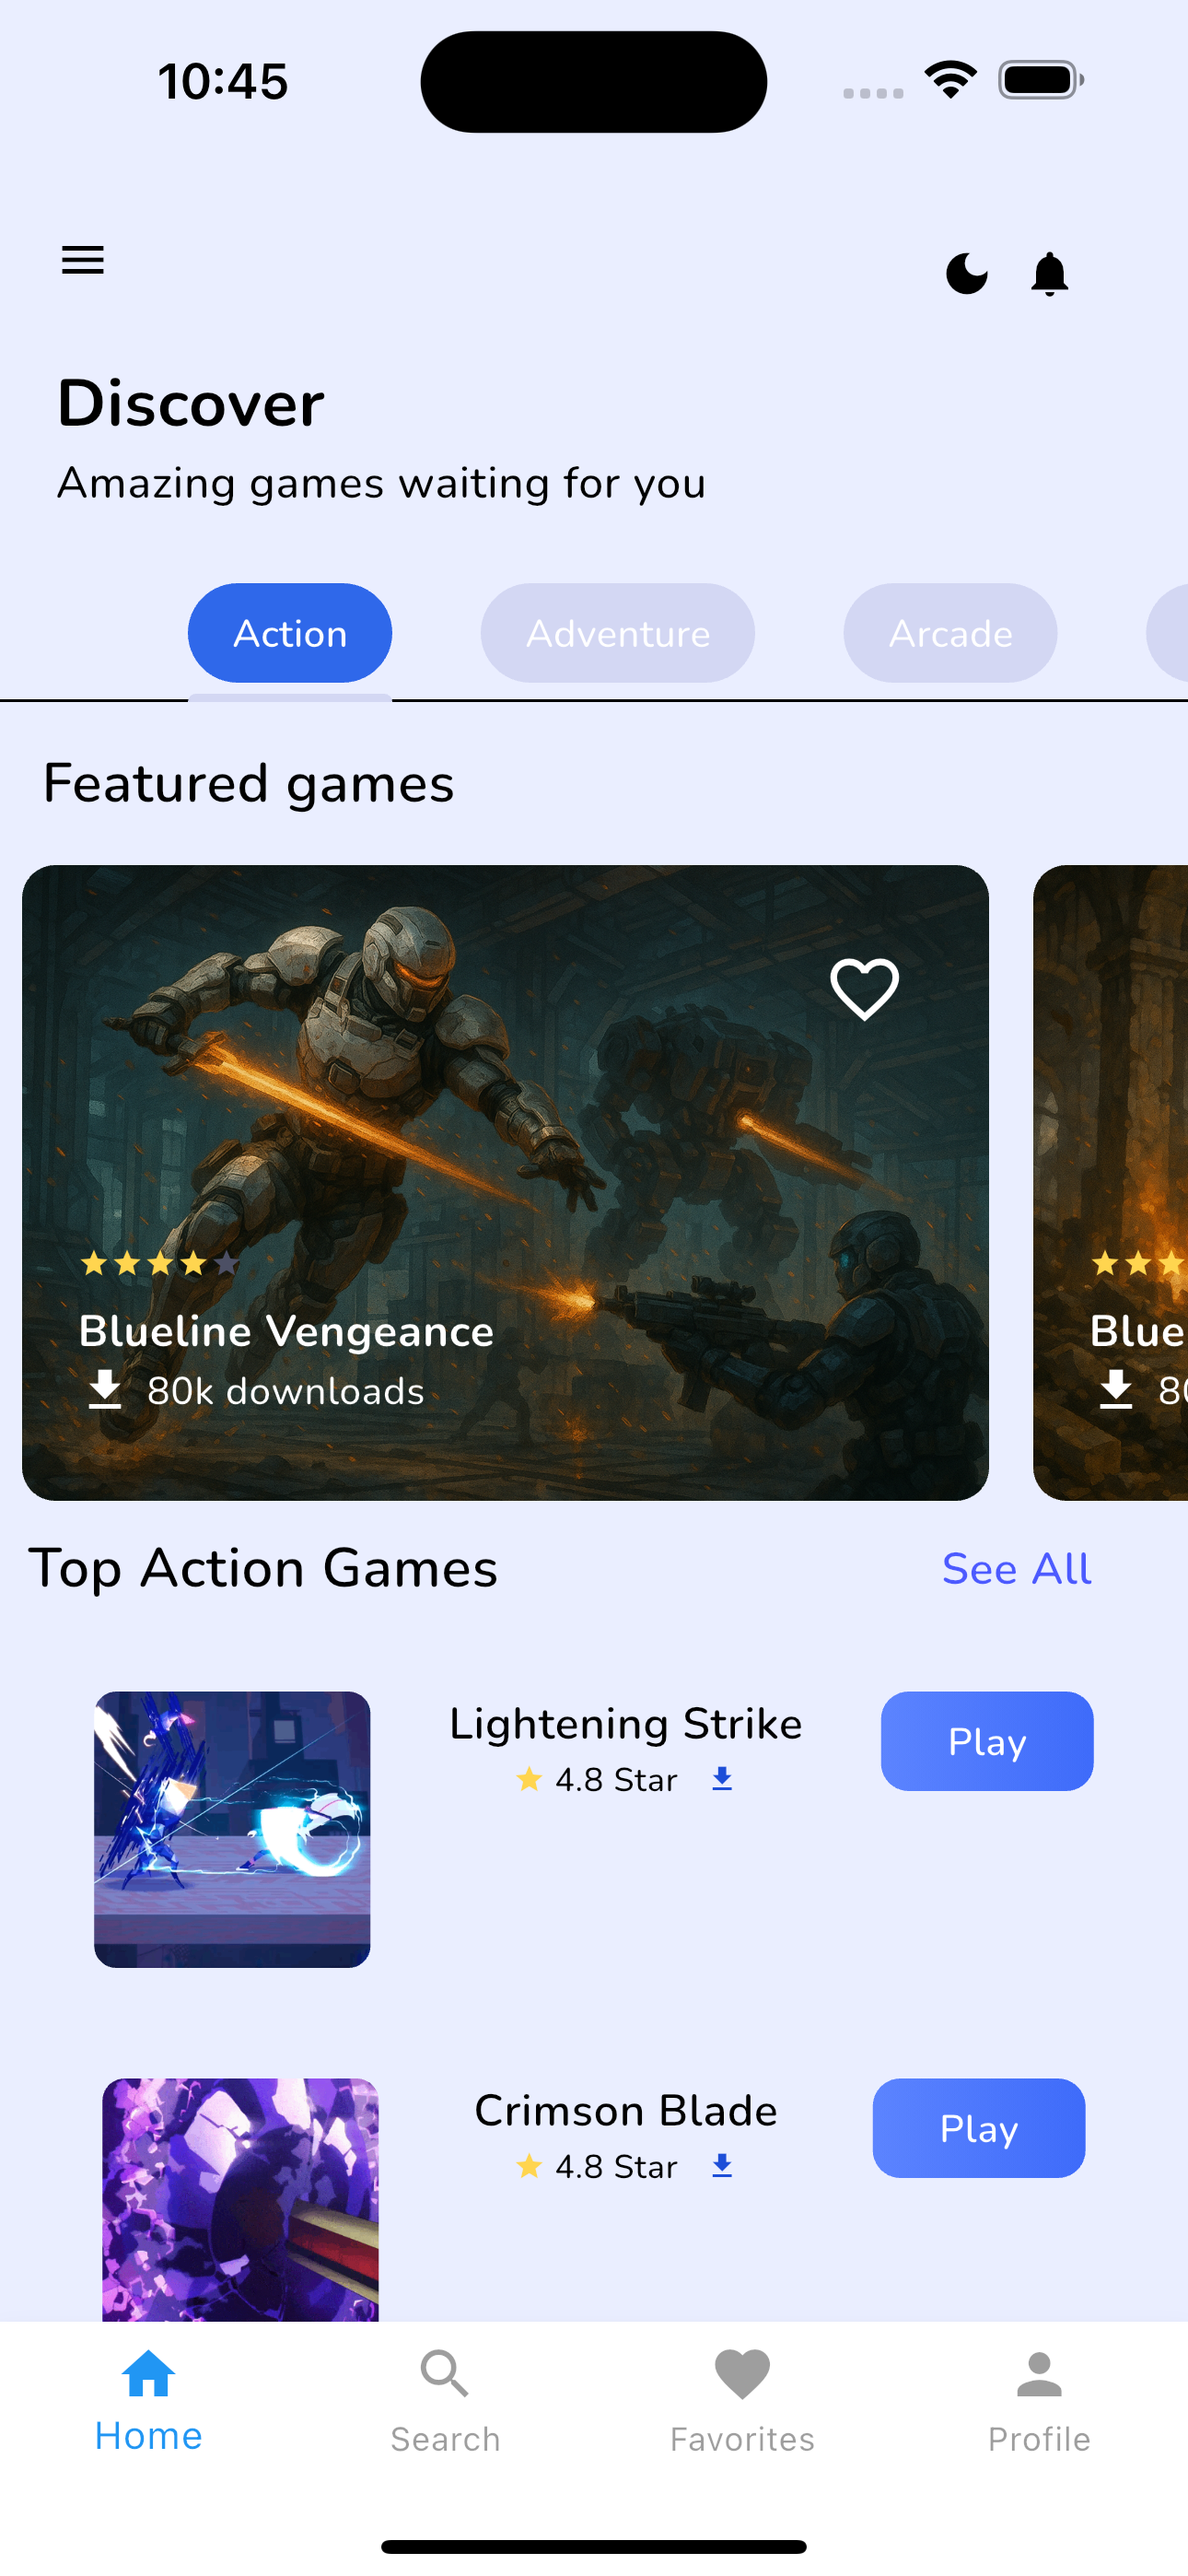 10:45
Discover
Amazing games waiting for you
Action Adventure Arcade
Featured games
Blueline Vengeance
80k downloads
Blue
80
Top Action Games See All
Lightening Strike
4.8 Star
Play
Crimson Blade
4.8 Star
Play
Home Search Favorites Profile